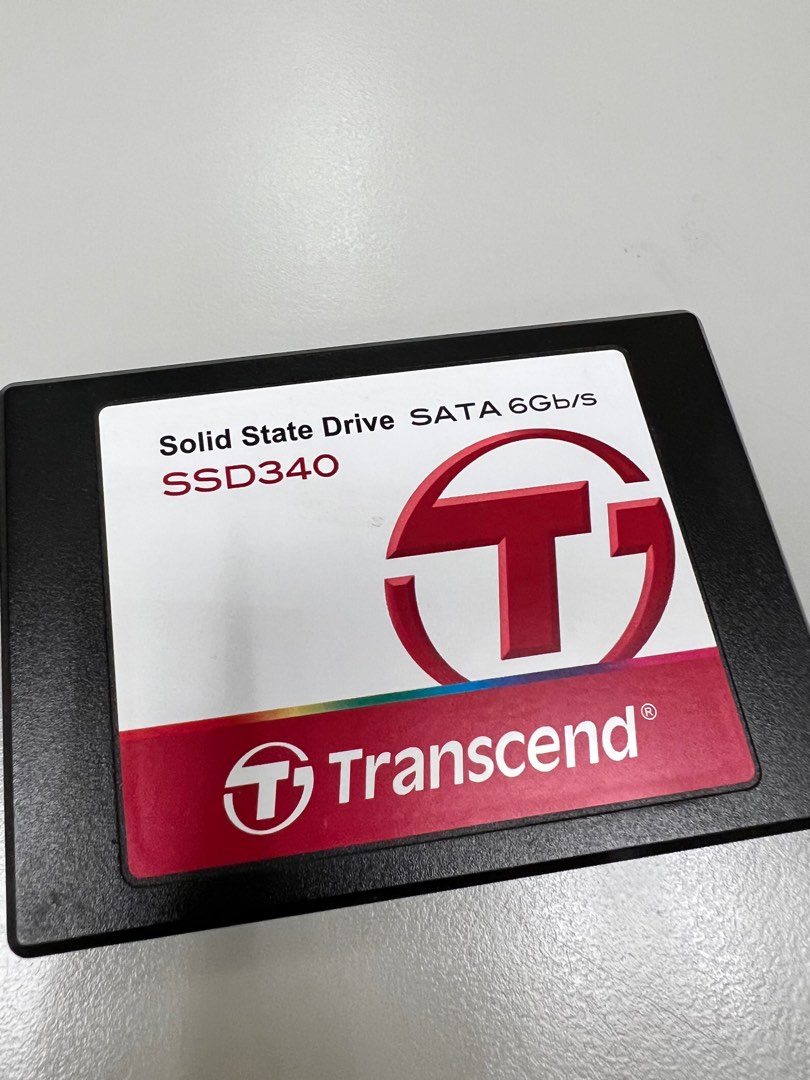 Solid State Drive SATA 6Gb/s
SSD340
Transcend®